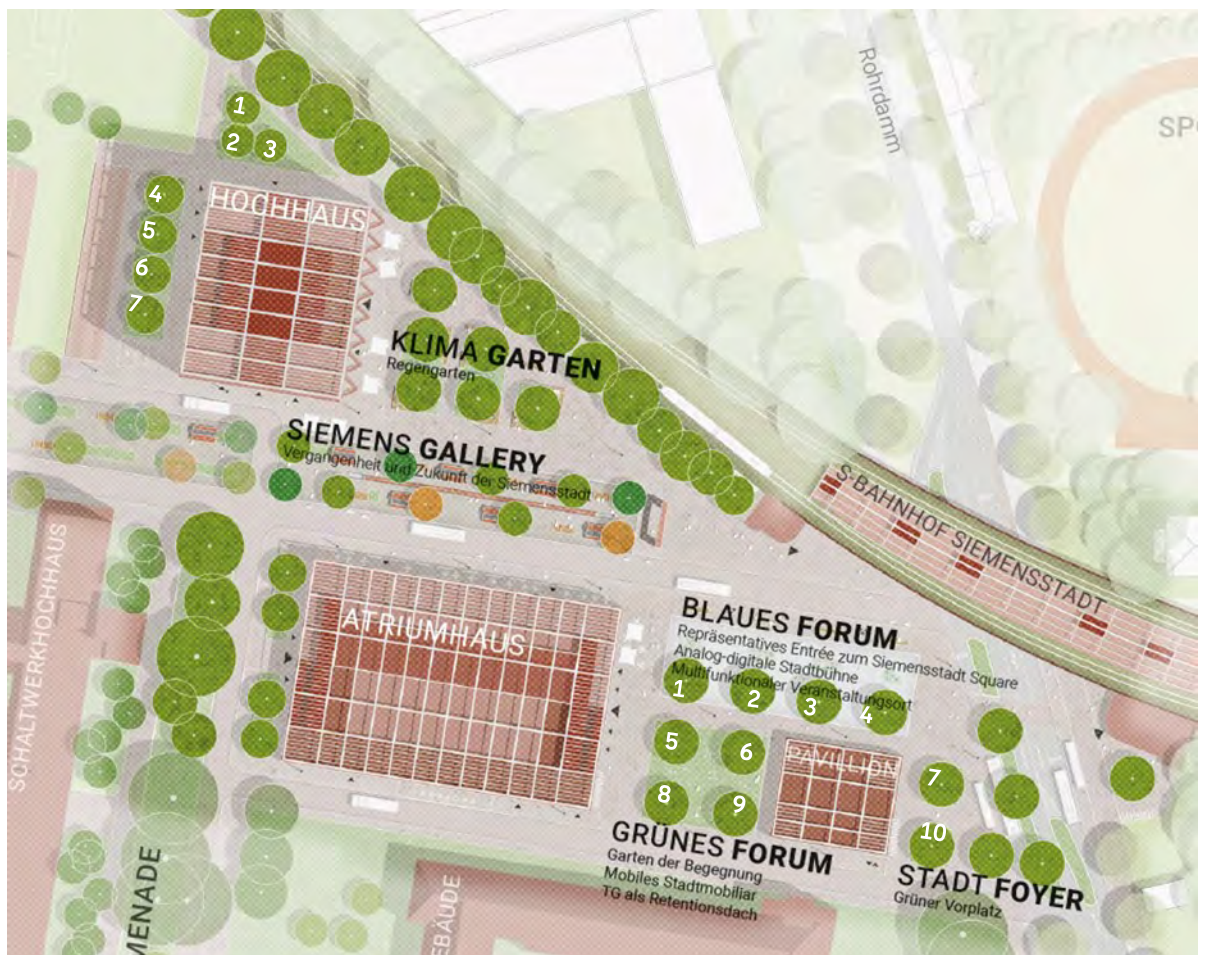 Rohrdamm
SP
1
2
3
4
5
6
7
HOCHHAUS
KLIMA GARTEN
Regengarten
SIEMENS GALLERY
Vergangenheit und Zukunft der Siemensstadt
S-BAHNHOF SIEMENSSTADT
SCHALTWERKHOCHHAUS
ATRIUMHAUS
BLAUES FORUM
Repräsentatives Entrée zum Siemensstadt Square
Analog-digitale Stadtbühne
Multifunktionaler Veranstaltungsort
1
2
3
4
5
6
PAVILLION
7
8
9
10
GRÜNES FORUM
Garten der Begegnung
Mobiles Stadtmobiliar
TG als Retentionsdach
STADT FOYER
Grüner Vorplatz
MENADE
EBÄUDE